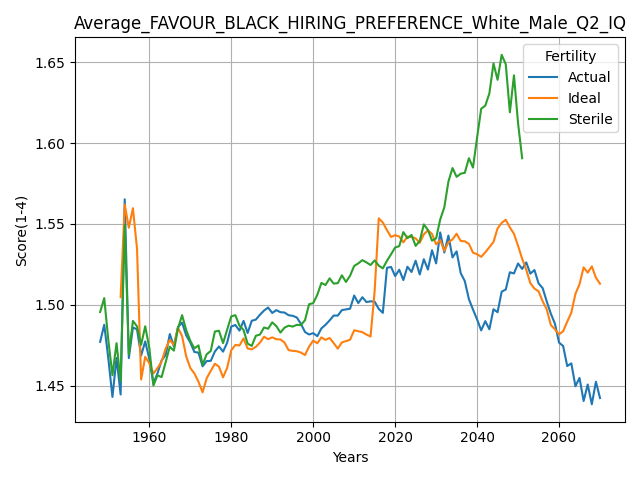 Average_FAVOUR_BLACK_HIRING_PREFERENCE_White_Male_Q2_IQ
Fertility
Actual
Ideal
Sterile
Score(1-4)
1.65
1.60
1.55
1.50
1.45
1960 1980 2000 2020 2040 2060
Years